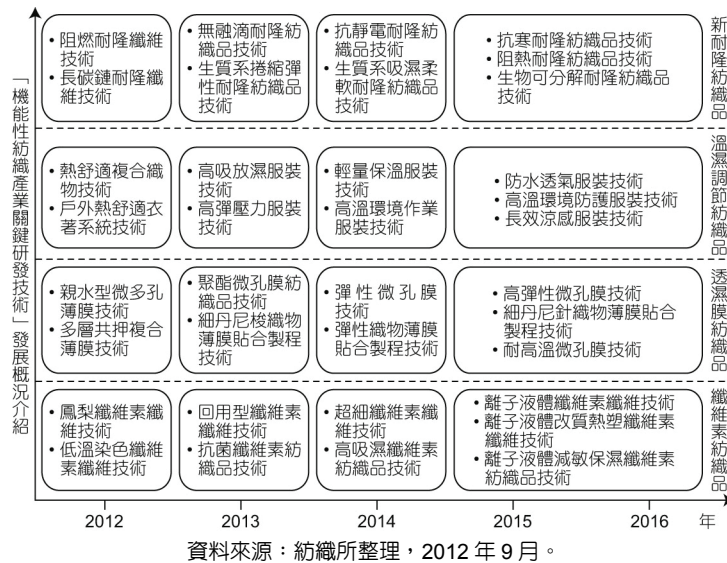 「機能性紡織產業關鍵研發技術」發展概況介紹
• 阻燃耐隆纖維
技術
• 長碳鏈耐隆纖
維技術
• 無融滴耐隆紡
織品技術
• 生質系捲縮彈
性耐隆紡織品
技術
• 抗靜電耐隆紡
織品技術
• 生質系吸濕柔
軟耐隆紡織品
技術
• 抗寒耐隆紡織品技術
• 阻熱耐隆紡織品技術
• 生物可分解耐隆紡織品
技術
新耐隆紡織品
• 熱舒適複合織
物技術
• 戶外熱舒適衣
著系統技術
• 高吸放濕服裝
技術
• 高彈壓力服裝
技術
• 輕量保溫服裝
技術
• 高溫環境作業
服裝技術
• 防水透氣服裝技術
• 高溫環境防護服裝技術
• 長效涼感服裝技術
溫濕調節紡織品
• 親水型微多孔
薄膜技術
• 多層共押複合
薄膜技術
• 聚酯微孔膜紡
織品技術
• 細丹尼梭織物
薄膜貼合製程
技術
• 彈性微孔膜
技術
• 彈性織物薄膜
貼合製程技術
• 高彈性微孔膜技術
• 細丹尼針織物薄膜貼合
製程技術
• 耐高溫微孔膜技術
透濕膜紡織品
• 鳳梨纖維素纖
維技術
• 低溫染色纖維
素纖維技術
• 回用型纖維素
纖維技術
• 抗菌纖維素紡
織品技術
• 超細纖維素纖
維技術
• 高吸濕纖維素
紡織品技術
• 離子液體纖維素纖維技術
• 離子液體改質熱塑纖維素
纖維技術
• 離子液體減敏保濕纖維素
紡織品技術
纖維素紡織品
2012 2013 2014 2015 2016 年
資料來源：紡織所整理，2012 年 9 月。